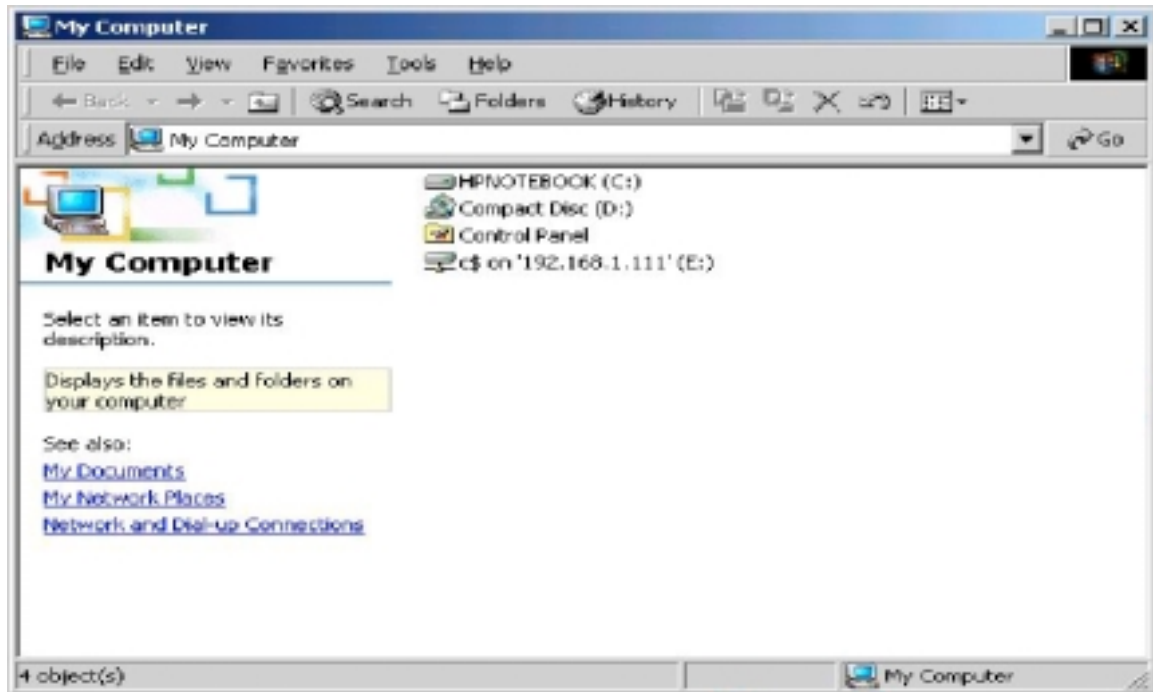 My Computer
File Edit View Favorites Tools Help
Back Search Folders History
Address My Computer Go
HPNOTEBOOK (C:)
Compact Disc (D:)
Control Panel
c$ on '192.168.1.111' (E:)
My Computer
Select an item to view its
description.
Displays the files and folders on
your computer
See also:
My Documents
My Network Places
Network and Dial-up Connections
4 object(s) My Computer